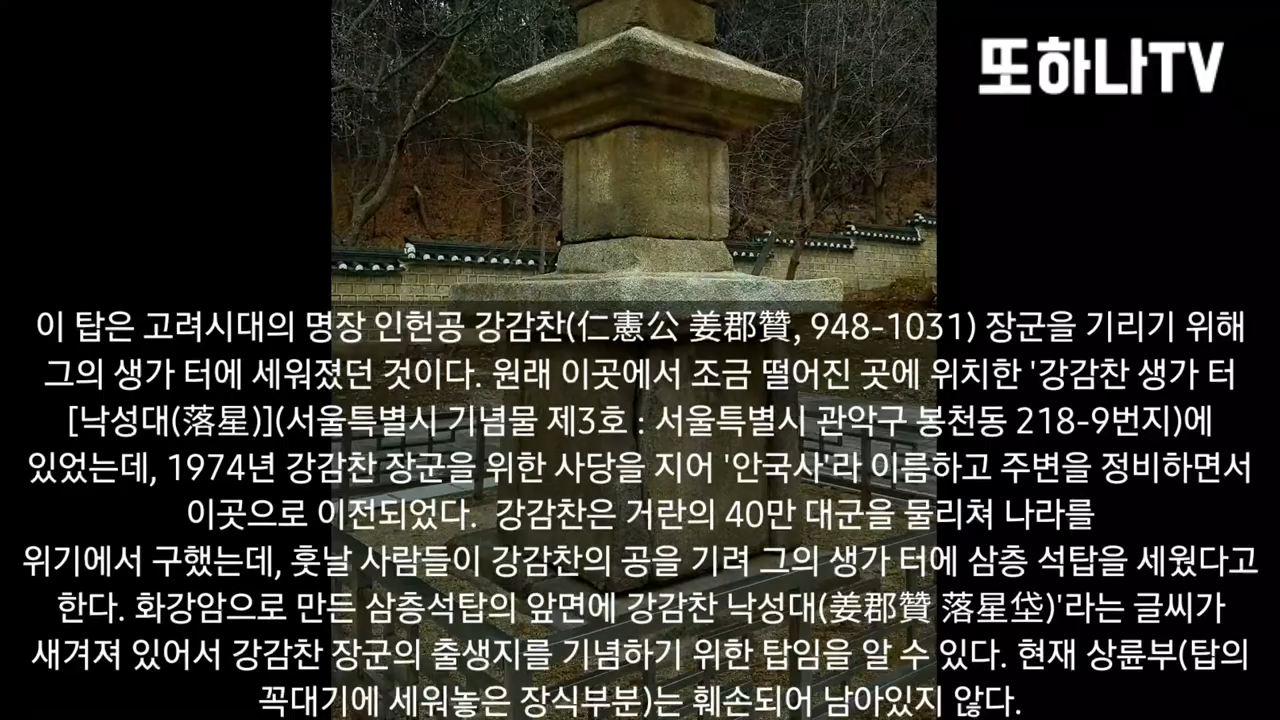 또하나TV
이 탑은 고려시대의 명장 인헌공 강감찬(仁憲公 姜邯贊, 948-1031) 장군을 기리기 위해
그의 생가 터에 세워졌던 것이다. 원래 이곳에서 조금 떨어진 곳에 위치한 '강감찬 생가 터
[낙성대(落星)](서울특별시 기념물 제3호 : 서울특별시 관악구 봉천동 218-9번지)에
있었는데, 1974년 강감찬 장군을 위한 사당을 지어 '안국사'라 이름하고 주변을 정비하면서
이곳으로 이전되었다. 강감찬은 거란의 40만 대군을 물리쳐 나라를
위기에서 구했는데, 훗날 사람들이 강감찬의 공을 기려 그의 생가 터에 삼층 석탑을 세웠다고
한다. 화강암으로 만든 삼층석탑의 앞면에 강감찬 낙성대(姜郡贊 落星垈)'라는 글씨가
새겨져 있어서 강감찬 장군의 출생지를 기념하기 위한 탑임을 알 수 있다. 현재 상륜부(탑의
꼭대기에 세워놓은 장식부분)는 훼손되어 남아있지 않다.